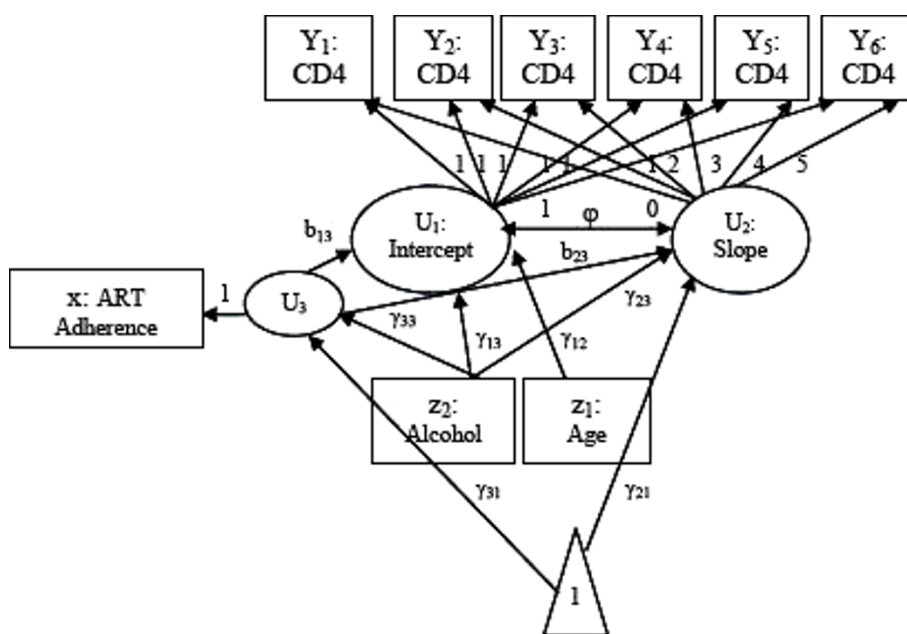 Y₁:
CD4
Y₂:
CD4
Y₃:
CD4
Y₄:
CD4
Y₅:
CD4
Y₆:
CD4
1 1 1 1 1 1 2 3 4 5
U₁:
Intercept
1 φ 0
U₂:
Slope
b₁₃
b₂₃
x: ART
Adherence
1
U₃
γ₃₃
γ₁₃
γ₁₂
γ₂₃
z₂:
Alcohol
z₁:
Age
γ₃₁
γ₂₁
1